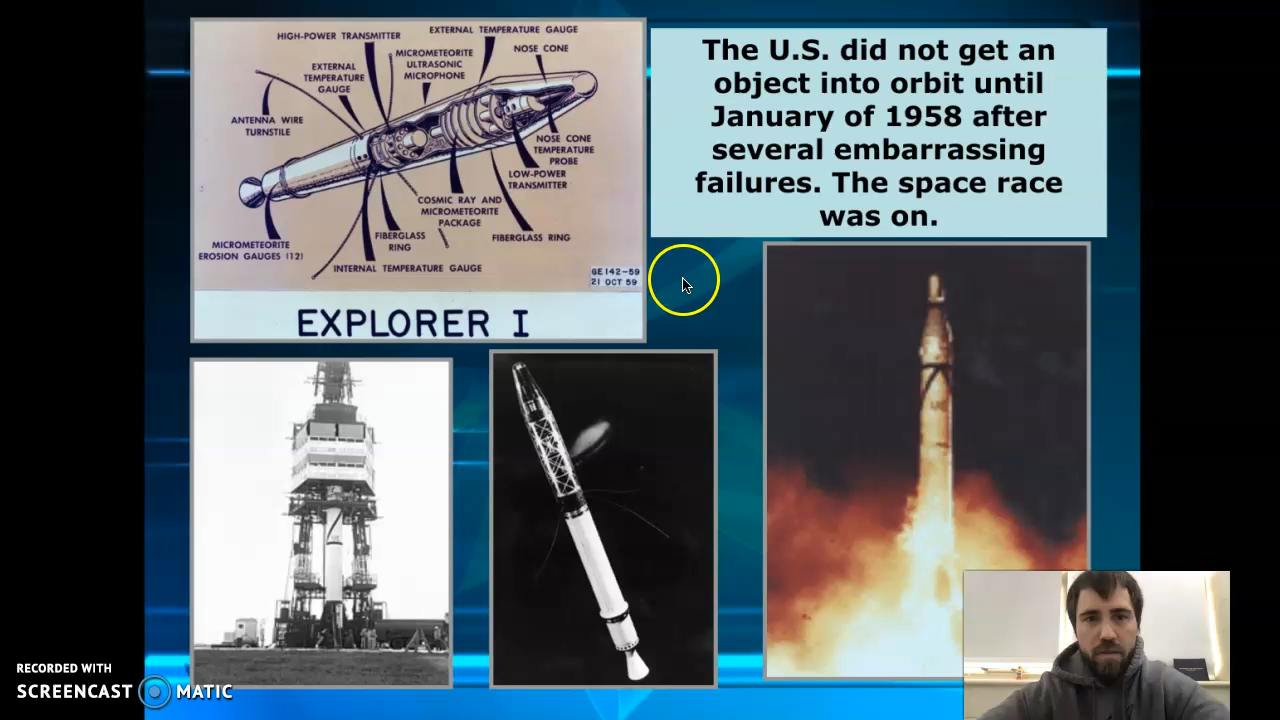 HIGH-POWER TRANSMITTER
EXTERNAL TEMPERATURE GAUGE
MICROMETEORITE
ULTRASONIC
MICROPHONE
NOSE CONE
EXTERNAL
TEMPERATURE
GAUGE
ANTENNA WIRE
TURNSTILE
NOSE CONE
TEMPERATURE
PROBE
LOW-POWER
TRANSMITTER
COSMIC RAY AND
MICROMETEORITE
PACKAGE
FIBERGLASS
RING
FIBERGLASS RING
MICROMETEORITE
EROSION GAUGES (12)
INTERNAL TEMPERATURE GAUGE
GE 142-59
21 OCT 59
EXPLORER I
The U.S. did not get an
object into orbit until
January of 1958 after
several embarrassing
failures. The space race
was on.
RECORDED WITH
SCREENCAST MATIC